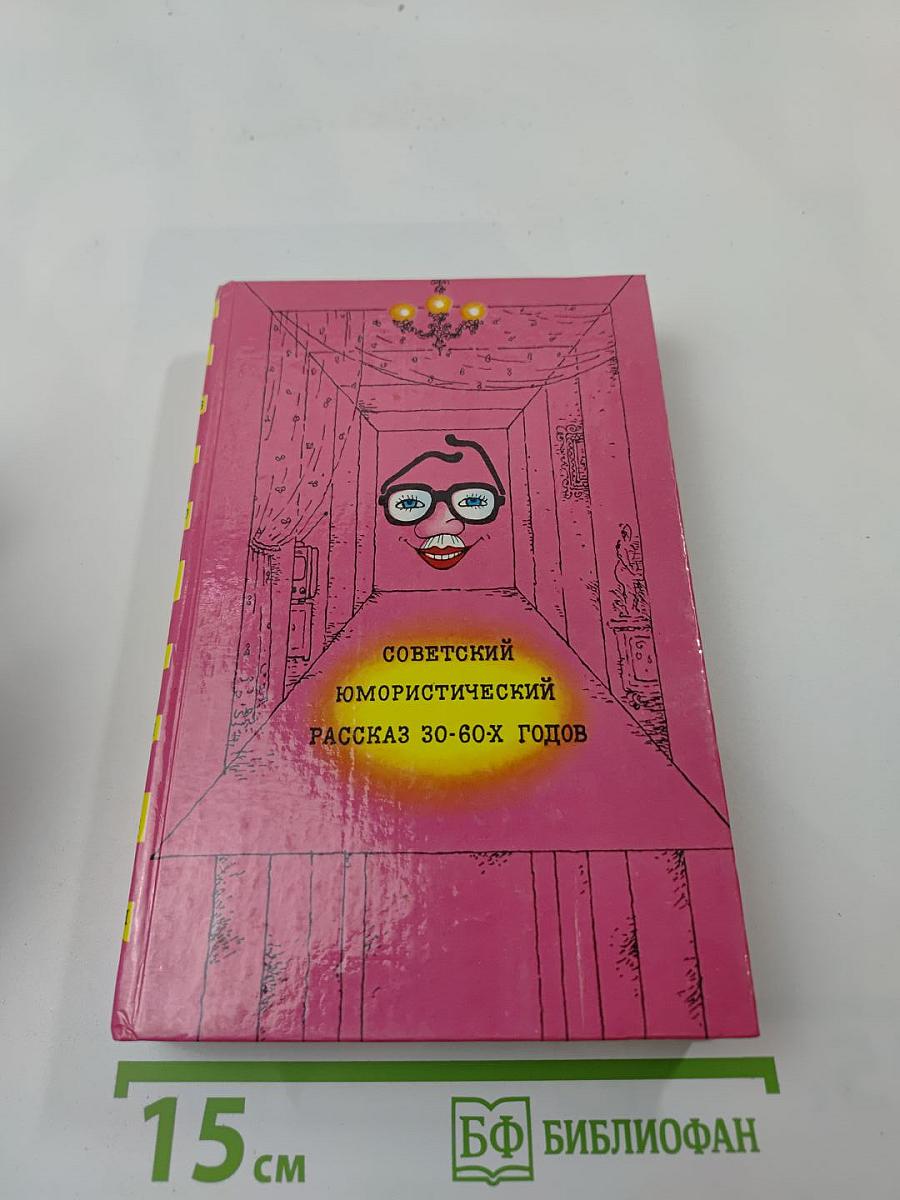 СОВЕТСКИЙ
ЮМОРИСТИЧЕСКИЙ
РАССКАЗ 30-60-Х ГОДОВ
15 см
БФ БИБЛИОФАН